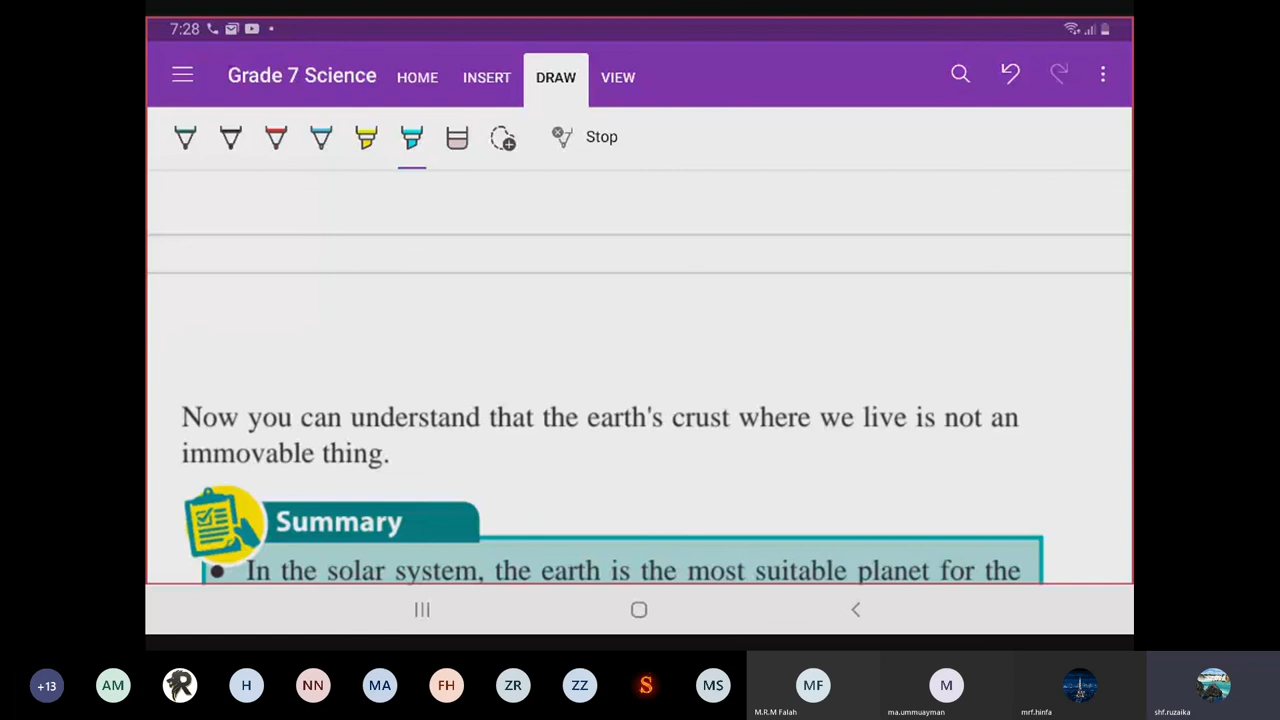 7:28
Grade 7 Science HOME INSERT DRAW VIEW
Stop
Now you can understand that the earth's crust where we live is not an
immovable thing.
Summary
• In the solar system, the earth is the most suitable planet for the
+13 AM R H NN MA FH ZR ZZ S MS MF M
M.R.M Falah ma.ummuayman mrf.hinfa shf.ruzaika